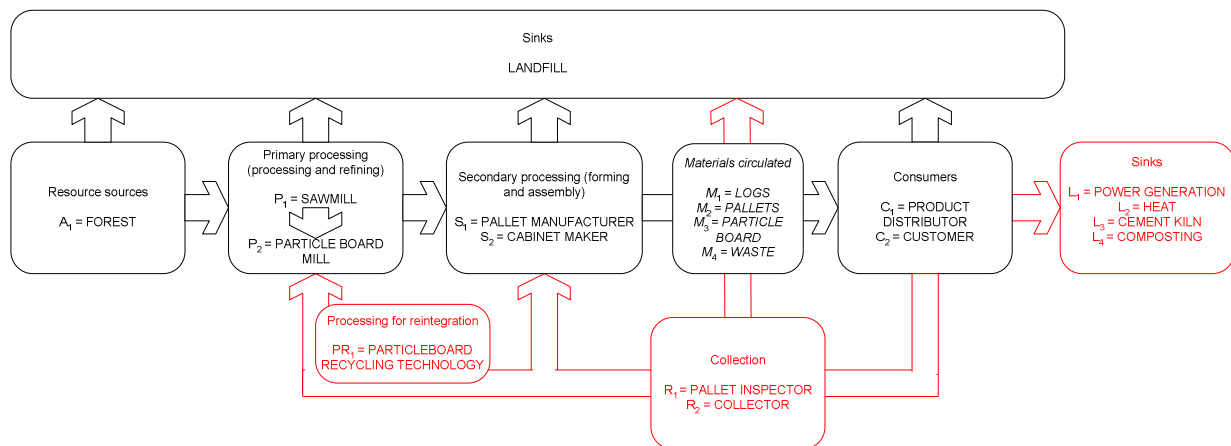 Sinks
LANDFILL
Resource sources
A₁ = FOREST
Primary processing
(processing and refining)
P₁ = SAWMILL
P₂ = PARTICLE BOARD
MILL
Secondary processing (forming
and assembly)
S₁ = PALLET MANUFACTURER
S₂ = CABINET MAKER
Materials circulated
M₁ = LOGS
M₂ = PALLETS
M₃ = PARTICLE
BOARD
M₄ = WASTE
Consumers
C₁ = PRODUCT
DISTRIBUTOR
C₂ = CUSTOMER
Sinks
L₁ = POWER GENERATION
L₂ = HEAT
L₃ = CEMENT KILN
L₄ = COMPOSTING
Processing for reintegration
PR₁ = PARTICLEBOARD
RECYCLING TECHNOLOGY
Collection
R₁ = PALLET INSPECTOR
R₂ = COLLECTOR